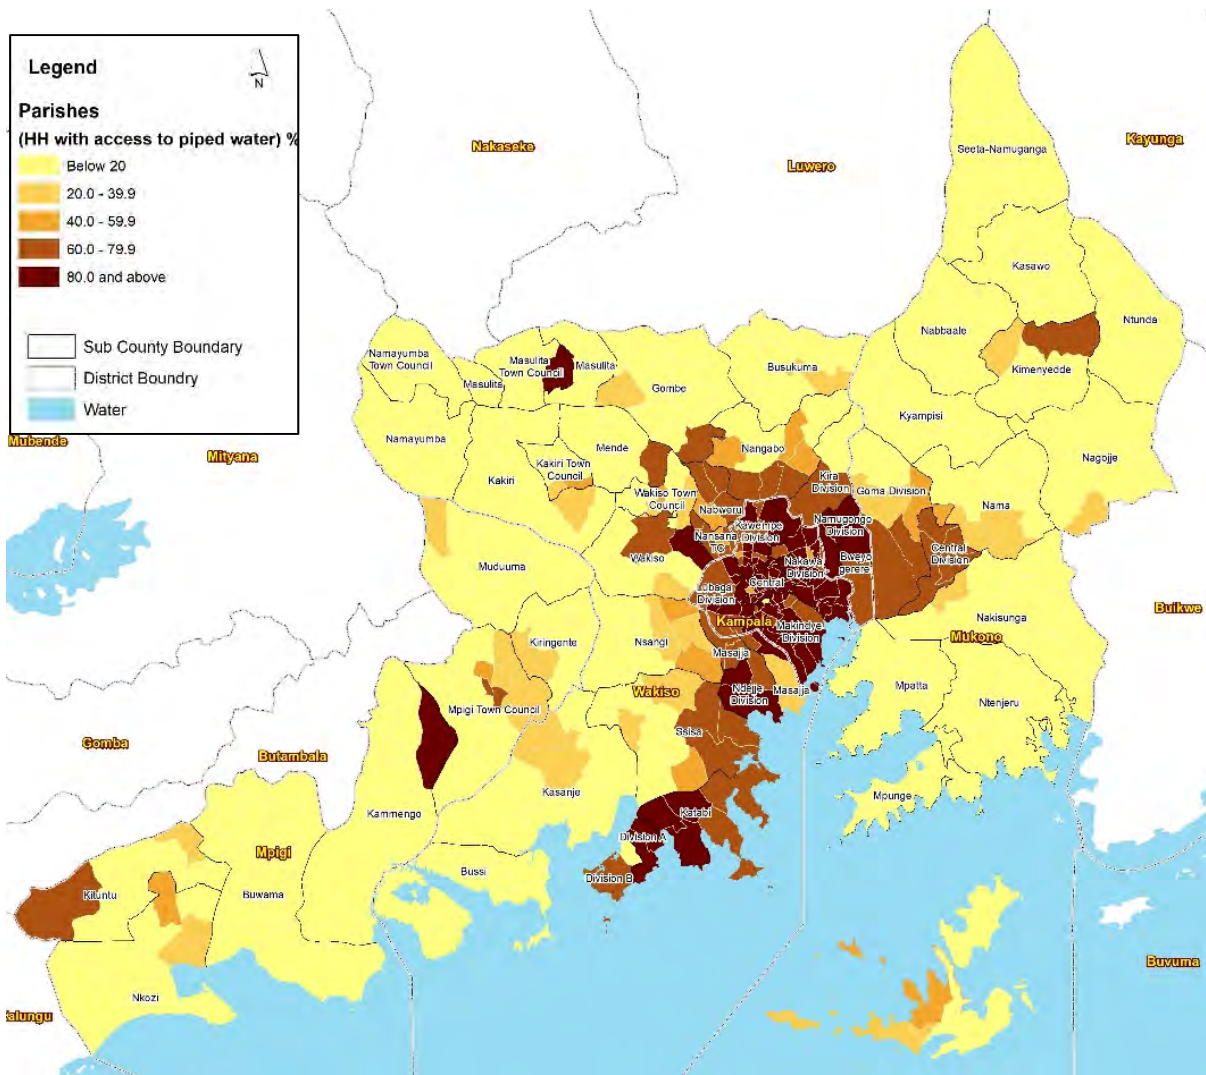 Legend
N
Parishes
(HH with access to piped water) %
Below 20
20.0 - 39.9
40.0 - 59.9
60.0 - 79.9
80.0 and above
Sub County Boundary
District Boundry
Water
Nakaseke
Luwero
Kayunga
Seeta-Namuganga
Kasawo
Ntunda
Nabbaale
Kimenyedde
Namayumba
Town Council
Masulita
Masulita
Town Council
Masulita
Gombe
Busukuma
Kyampisi
Mubende
Mityana
Namayumba
Kakiri
Kakiri Town
Council
Mende
Nangabo
Kira
Division
Goma Division
Nagojje
Nama
Wakiso Town
Council
Nabweru
Kawempe
Division
Namugongo
Division
Nansana
TC
Wakiso
Central
Division
Bweyo
gerere
Nakawa
Division
Central
Lubaga
Division
Muduuma
Kampala
Makindye
Division
Nakisunga
Buikwe
Mukono
Kiringente
Nsangi
Masajja
Wakiso
Ndejje
Division
Masajja
Mpatta
Ntenjeru
Mpigi Town Council
Ssisa
Gomba
Butambala
Kasanje
Mpunge
Kammengo
Katabi
Division A
Mpigi
Bussi
Division B
Kituntu
Buwama
Buvuma
Nkozi
alungu